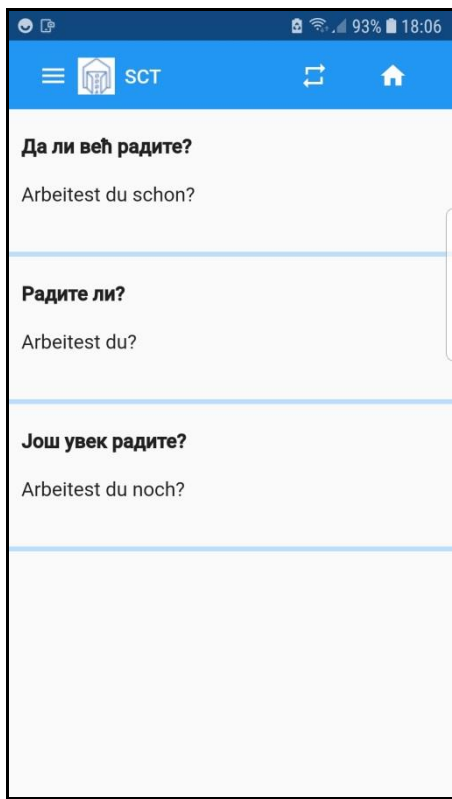 93% 18:06
SCT
Да ли већ радите?
Arbeitest du schon?
Радите ли?
Arbeitest du?
Још увек радите?
Arbeitest du noch?